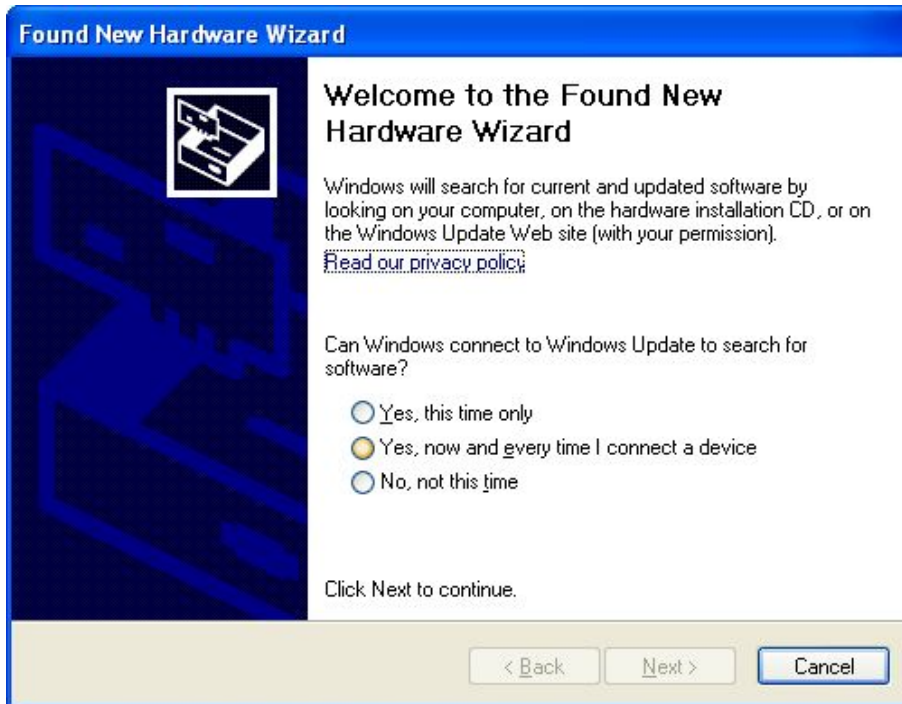 Found New Hardware Wizard
Welcome to the Found New
Hardware Wizard
Windows will search for current and updated software by
looking on your computer, on the hardware installation CD, or on
the Windows Update Web site (with your permission).
Read our privacy policy
Can Windows connect to Windows Update to search for
software?
Yes, this time only
Yes, now and every time I connect a device
No, not this time
Click Next to continue.
< Back
Next >
Cancel